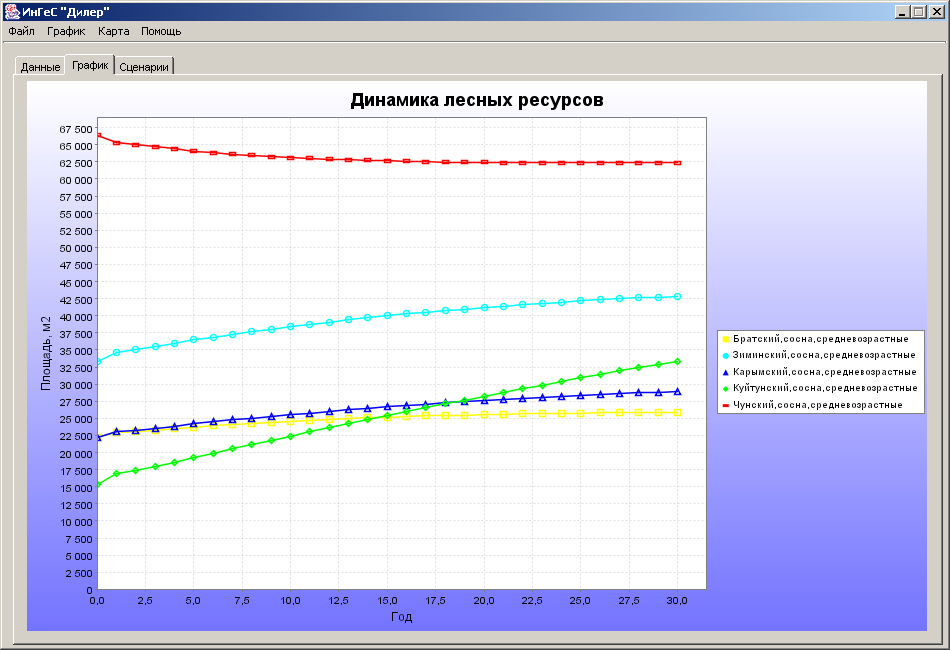 ИнГеС "Дилер"
Файл График Карта Помощь
Данные График Сценарии
Динамика лесных ресурсов
67 500
65 000
62 500
60 000
57 500
55 000
52 500
50 000
47 500
45 000
42 500
40 000
37 500
35 000
32 500
30 000
27 500
25 000
22 500
20 000
17 500
15 000
12 500
10 000
7 500
5 000
2 500
0
Площадь, м2
0,0 2,5 5,0 7,5 10,0 12,5 15,0 17,5 20,0 22,5 25,0 27,5 30,0
Год
Братский,сосна,средневозрастные
Зиминский,сосна,средневозрастные
Карымский,сосна,средневозрастные
Куйтунский,сосна,средневозрастные
Чунский,сосна,средневозрастные